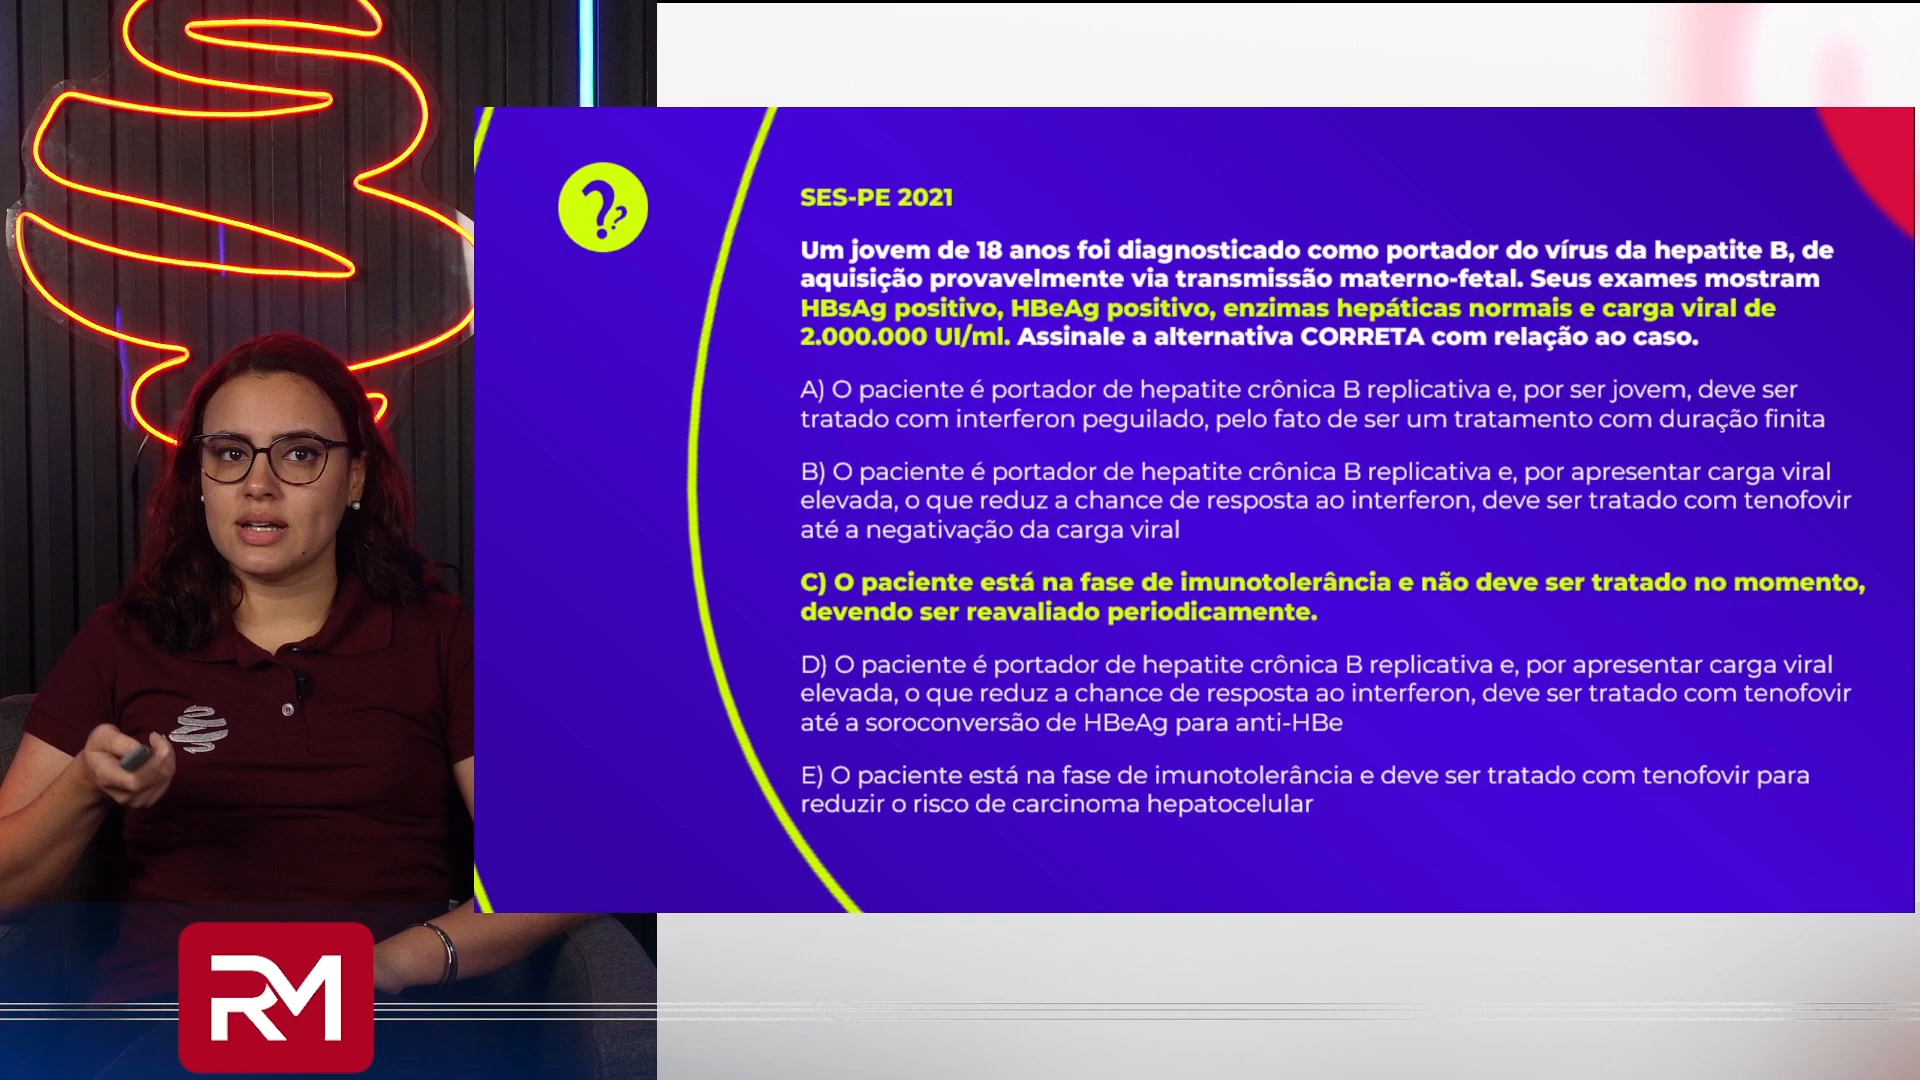 SES-PE 2021
Um jovem de 18 anos foi diagnosticado como portador do vírus da hepatite B, de
aquisição provavelmente via transmissão materno-fetal. Seus exames mostram
HBsAg positivo, HBeAg positivo, enzimas hepáticas normais e carga viral de
2.000.000 UI/ml. Assinale a alternativa CORRETA com relação ao caso.
A) O paciente é portador de hepatite crônica B replicativa e, por ser jovem, deve ser
tratado com interferon peguilado, pelo fato de ser um tratamento com duração finita
B) O paciente é portador de hepatite crônica B replicativa e, por apresentar carga viral
elevada, o que reduz a chance de resposta ao interferon, deve ser tratado com tenofovir
até a negativação da carga viral
C) O paciente está na fase de imunotolerância e não deve ser tratado no momento,
devendo ser reavaliado periodicamente.
D) O paciente é portador de hepatite crônica B replicativa e, por apresentar carga viral
elevada, o que reduz a chance de resposta ao interferon, deve ser tratado com tenofovir
até a soroconversão de HBeAg para anti-HBe
E) O paciente está na fase de imunotolerância e deve ser tratado com tenofovir para
reduzir o risco de carcinoma hepatocelular
RM